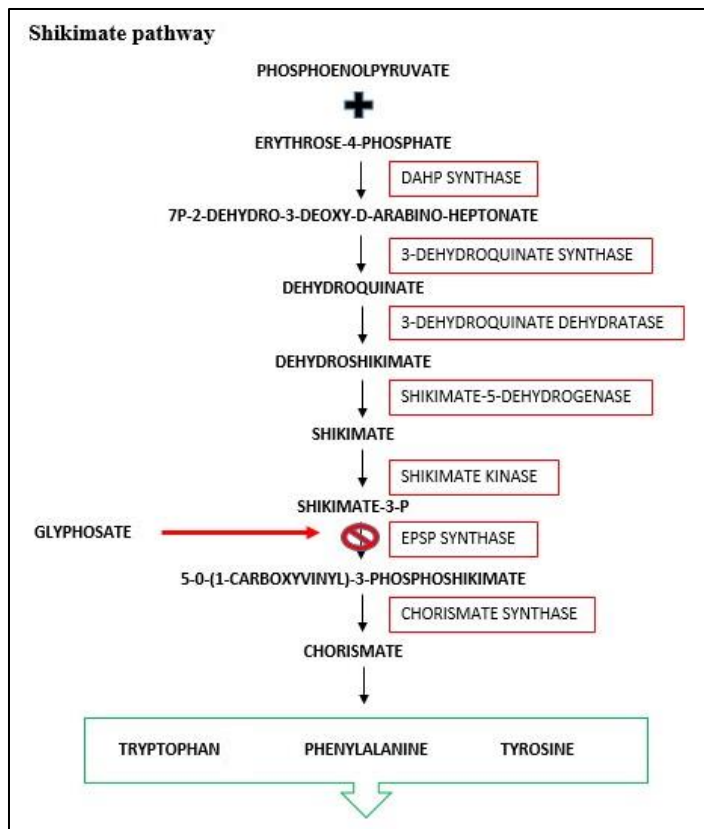 Shikimate pathway
PHOSPHOENOLPYRUVATE
ERYTHROSE-4-PHOSPHATE
DAHP SYNTHASE
7P-2-DEHYDRO-3-DEOXY-D-ARABINO-HEPTONATE
3-DEHYDROQUINATE SYNTHASE
DEHYDROQUINATE
3-DEHYDROQUINATE DEHYDRATASE
DEHYDROSHIKIMATE
SHIKIMATE-5-DEHYDROGENASE
SHIKIMATE
SHIKIMATE KINASE
SHIKIMATE-3-P
GLYPHOSATE
EPSP SYNTHASE
5-0-(1-CARBOXYVINYL)-3-PHOSPHOSHIKIMATE
CHORISMATE SYNTHASE
CHORISMATE
TRYPTOPHAN PHENYLALANINE TYROSINE